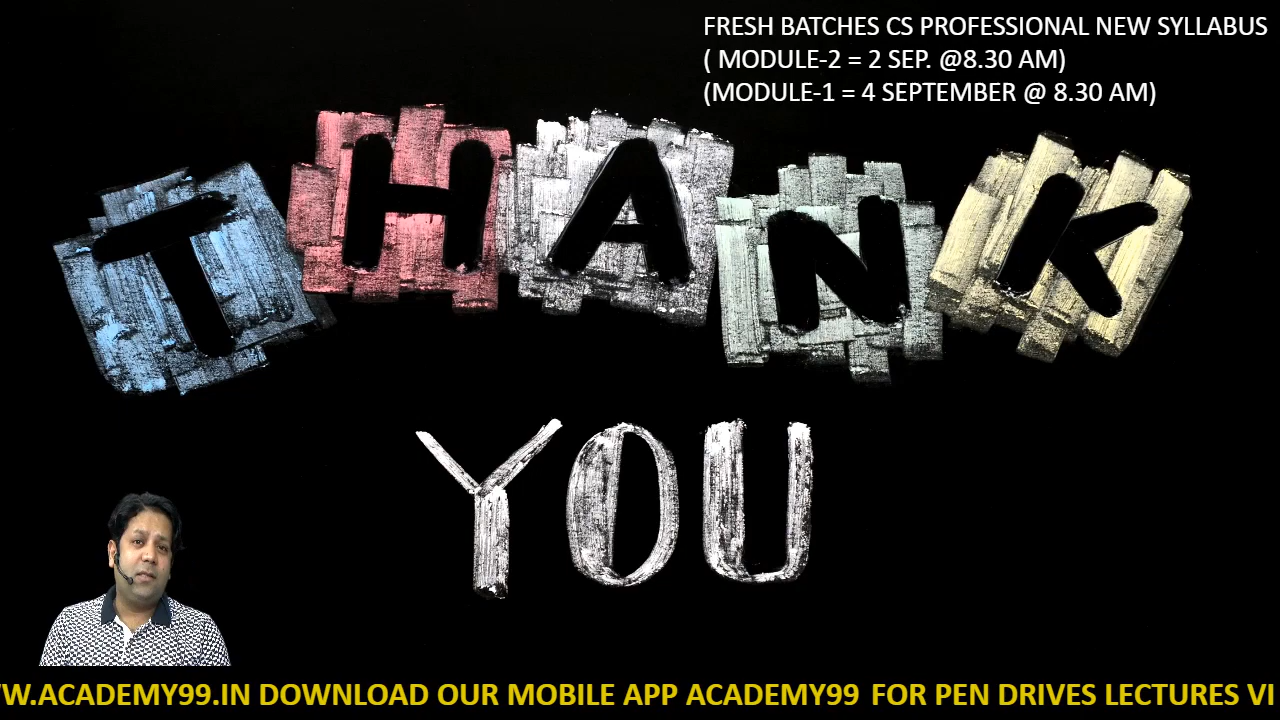 FRESH BATCHES CS PROFESSIONAL NEW SYLLABUS
( MODULE-2 = 2 SEP. @8.30 AM)
(MODULE-1 = 4 SEPTEMBER @ 8.30 AM)
THANK
YOU
W.ACADEMY99.IN DOWNLOAD OUR MOBILE APP ACADEMY99 FOR PEN DRIVES LECTURES VI